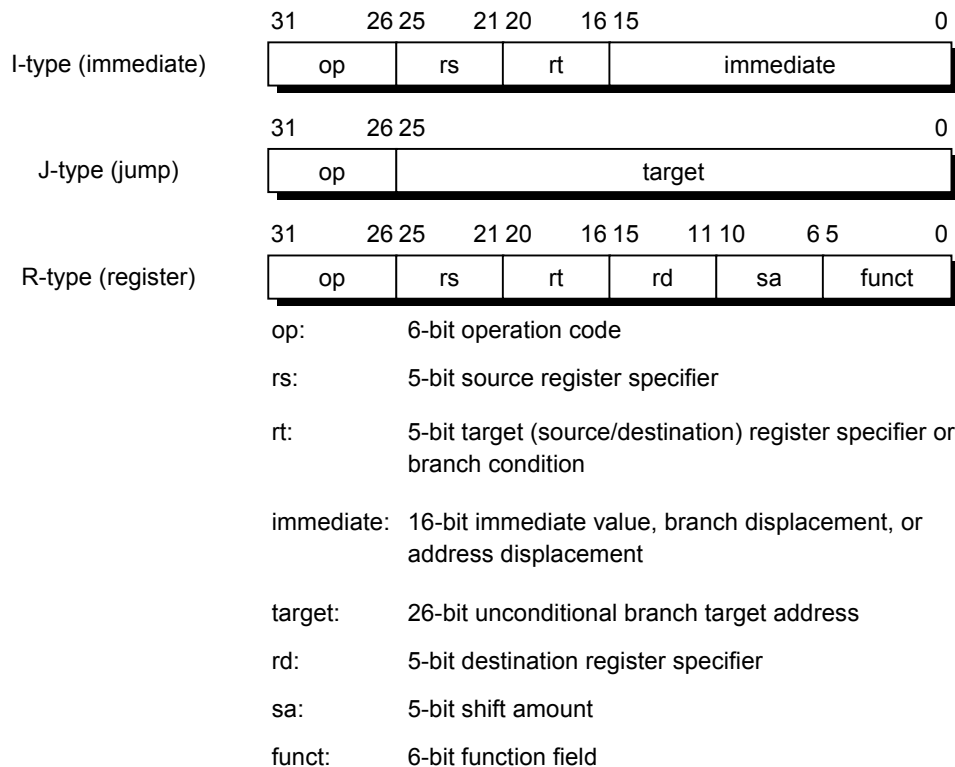 31 26 25 21 20 16 15 0
I-type (immediate) op rs rt immediate
31 26 25 0
J-type (jump) op target
31 26 25 21 20 16 15 11 10 6 5 0
R-type (register) op rs rt rd sa funct
op: 6-bit operation code
rs: 5-bit source register specifier
rt: 5-bit target (source/destination) register specifier or
branch condition
immediate: 16-bit immediate value, branch displacement, or
address displacement
target: 26-bit unconditional branch target address
rd: 5-bit destination register specifier
sa: 5-bit shift amount
funct: 6-bit function field